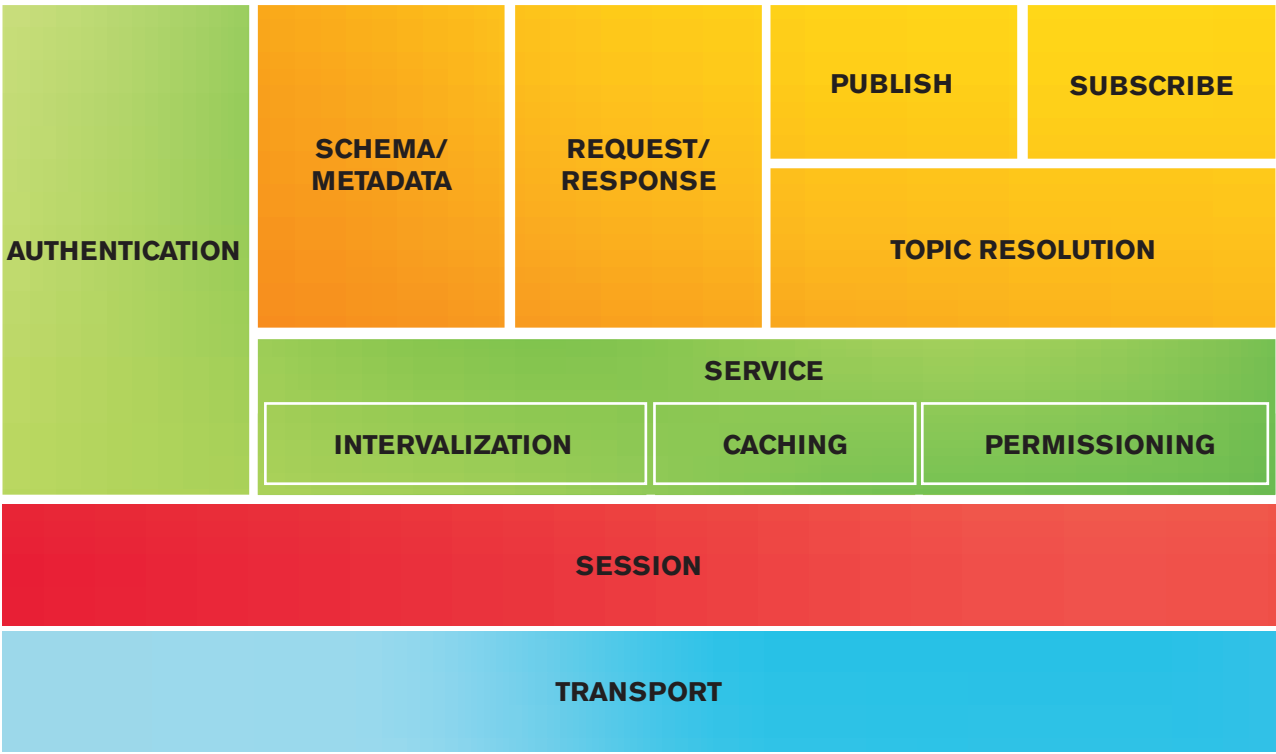 AUTHENTICATION
SCHEMA/
METADATA
REQUEST/
RESPONSE
PUBLISH
SUBSCRIBE
TOPIC RESOLUTION
SERVICE
INTERVALIZATION
CACHING
PERMISSIONING
SESSION
TRANSPORT